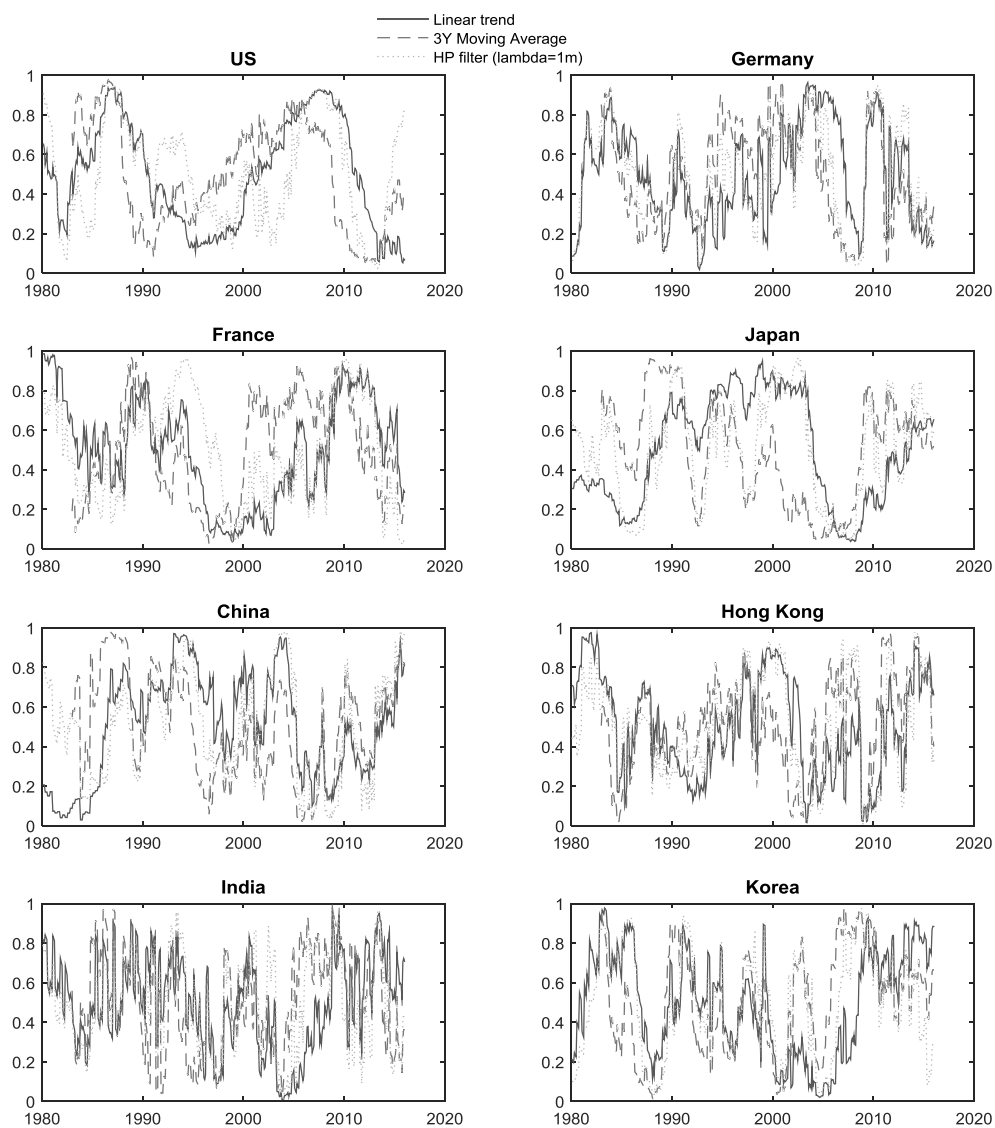 Linear trend
3Y Moving Average
HP filter (lambda=1m)
US
Germany
1
0.8
0.6
0.4
0.2
0
1980 1990 2000 2010 2020
1
0.8
0.6
0.4
0.2
0
1980 1990 2000 2010 2020
France
Japan
1
0.8
0.6
0.4
0.2
0
1980 1990 2000 2010 2020
1
0.8
0.6
0.4
0.2
0
1980 1990 2000 2010 2020
China
Hong Kong
1
0.8
0.6
0.4
0.2
0
1980 1990 2000 2010 2020
1
0.8
0.6
0.4
0.2
0
1980 1990 2000 2010 2020
India
Korea
1
0.8
0.6
0.4
0.2
0
1980 1990 2000 2010 2020
1
0.8
0.6
0.4
0.2
0
1980 1990 2000 2010 2020